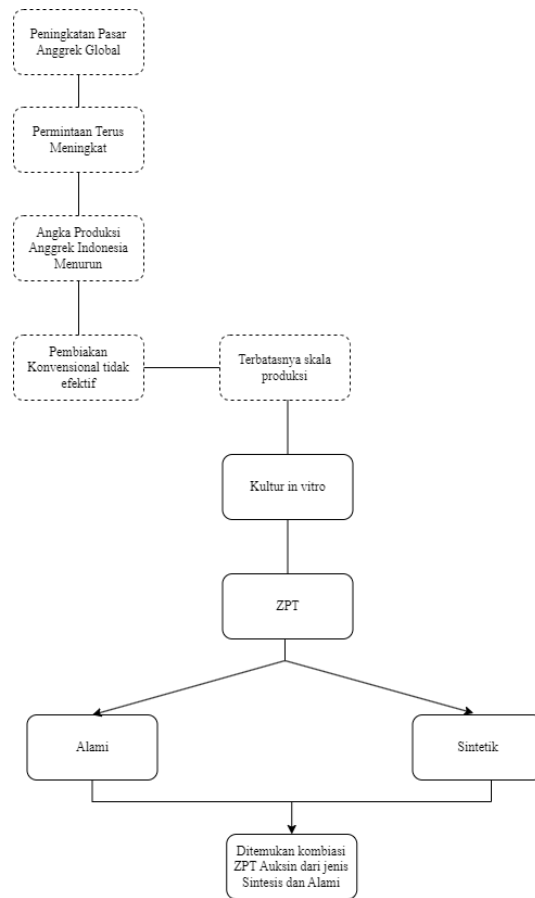 Peningkatan Pasar
Anggrek Global
Permintaan Terus
Meningkat
Angka Produksi
Anggrek Indonesia
Menurun
Pembiakan
Konvensional tidak
efektif
Terbatasnya skala
produksi
Kultur in vitro
ZPT
Alami
Sintetik
Ditemukan kombiasi
ZPT Auksin dari jenis
Sintesis dan Alami